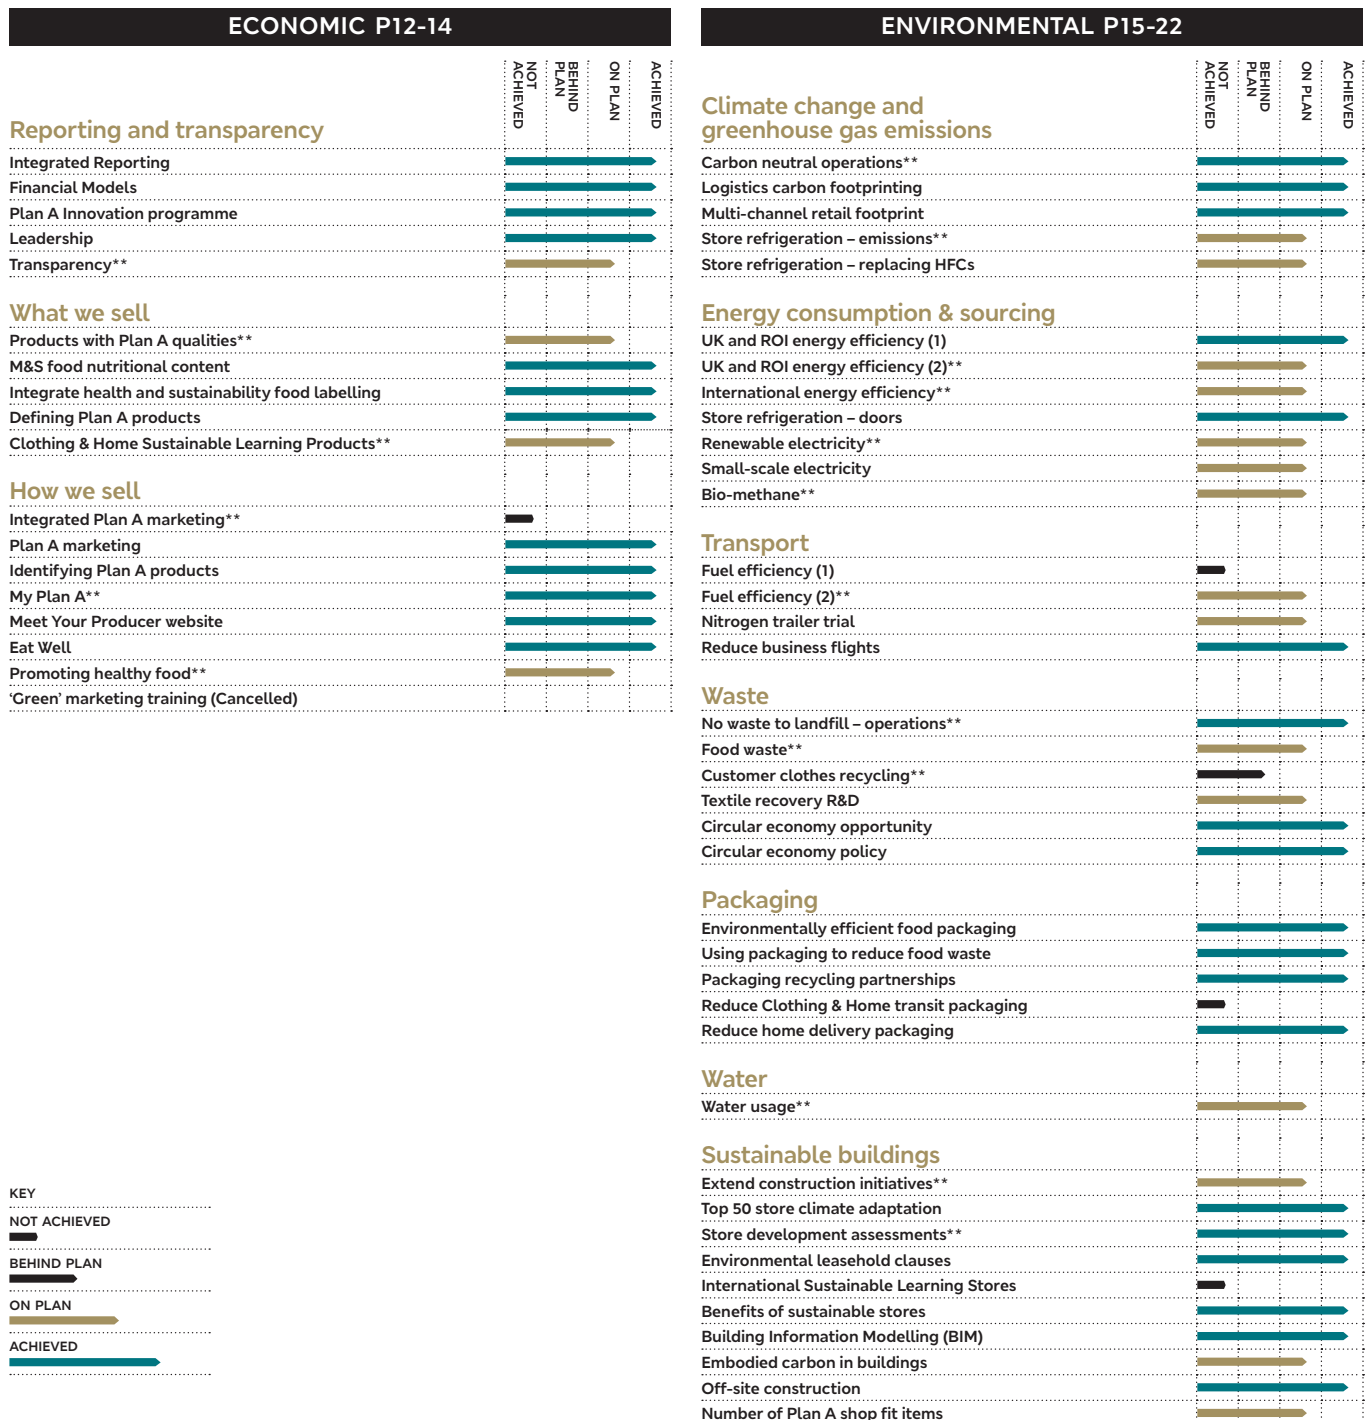 ECONOMIC P12-14
NOT ACHIEVED
BEHIND PLAN
ON PLAN
ACHIEVED
Reporting and transparency
Integrated Reporting
Financial Models
Plan A Innovation programme
Leadership
Transparency**
What we sell
Products with Plan A qualities**
M&S food nutritional content
Integrate health and sustainability food labelling
Defining Plan A products
Clothing & Home Sustainable Learning Products**
How we sell
Integrated Plan A marketing**
Plan A marketing
Identifying Plan A products
My Plan A**
Meet Your Producer website
Eat Well
Promoting healthy food**
‘Green’ marketing training (Cancelled)
KEY
NOT ACHIEVED
BEHIND PLAN
ON PLAN
ACHIEVED
ENVIRONMENTAL P15-22
NOT ACHIEVED
BEHIND PLAN
ON PLAN
ACHIEVED
Climate change and
greenhouse gas emissions
Carbon neutral operations**
Logistics carbon footprinting
Multi-channel retail footprint
Store refrigeration – emissions**
Store refrigeration – replacing HFCs
Energy consumption & sourcing
UK and ROI energy efficiency (1)
UK and ROI energy efficiency (2)**
International energy efficiency**
Store refrigeration – doors
Renewable electricity**
Small-scale electricity
Bio-methane**
Transport
Fuel efficiency (1)
Fuel efficiency (2)**
Nitrogen trailer trial
Reduce business flights
Waste
No waste to landfill – operations**
Food waste**
Customer clothes recycling**
Textile recovery R&D
Circular economy opportunity
Circular economy policy
Packaging
Environmentally efficient food packaging
Using packaging to reduce food waste
Packaging recycling partnerships
Reduce Clothing & Home transit packaging
Reduce home delivery packaging
Water
Water usage**
Sustainable buildings
Extend construction initiatives**
Top 50 store climate adaptation
Store development assessments**
Environmental leasehold clauses
International Sustainable Learning Stores
Benefits of sustainable stores
Building Information Modelling (BIM)
Embodied carbon in buildings
Off-site construction
Number of Plan A shop fit items